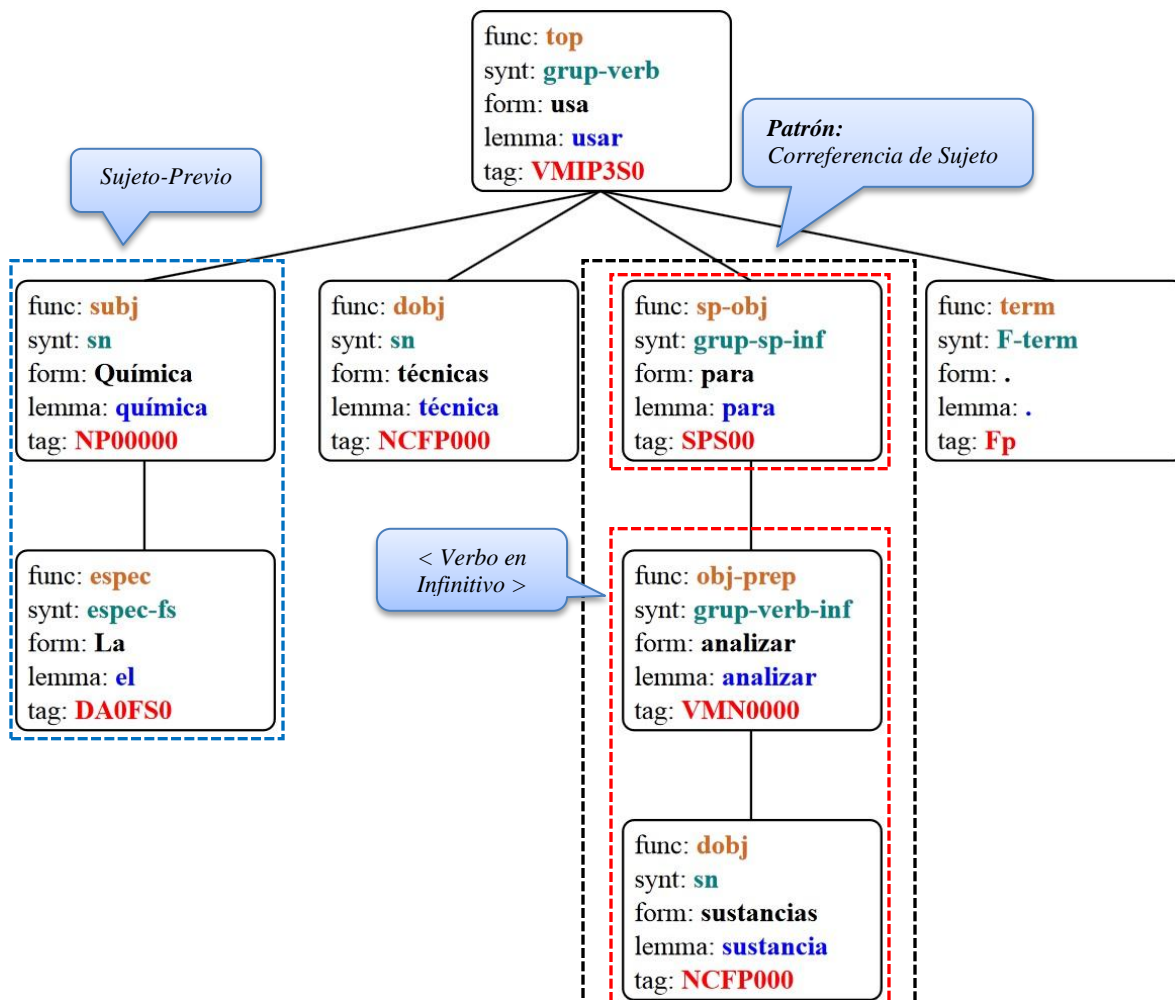 func: top
synt: grup-verb
form: usa
lemma: usar
tag: VMIP3S0
Patrón:
Correferencia de Sujeto
Sujeto-Previo
func: subj
synt: sn
form: Química
lemma: química
tag: NP00000
func: dobj
synt: sn
form: técnicas
lemma: técnica
tag: NCFP000
func: sp-obj
synt: grup-sp-inf
form: para
lemma: para
tag: SPS00
func: term
synt: F-term
form: .
lemma: .
tag: Fp
func: espec
synt: espec-fs
form: La
lemma: el
tag: DA0FS0
< Verbo en
Infinitivo >
func: obj-prep
synt: grup-verb-inf
form: analizar
lemma: analizar
tag: VMN0000
func: dobj
synt: sn
form: sustancias
lemma: sustancia
tag: NCFP000